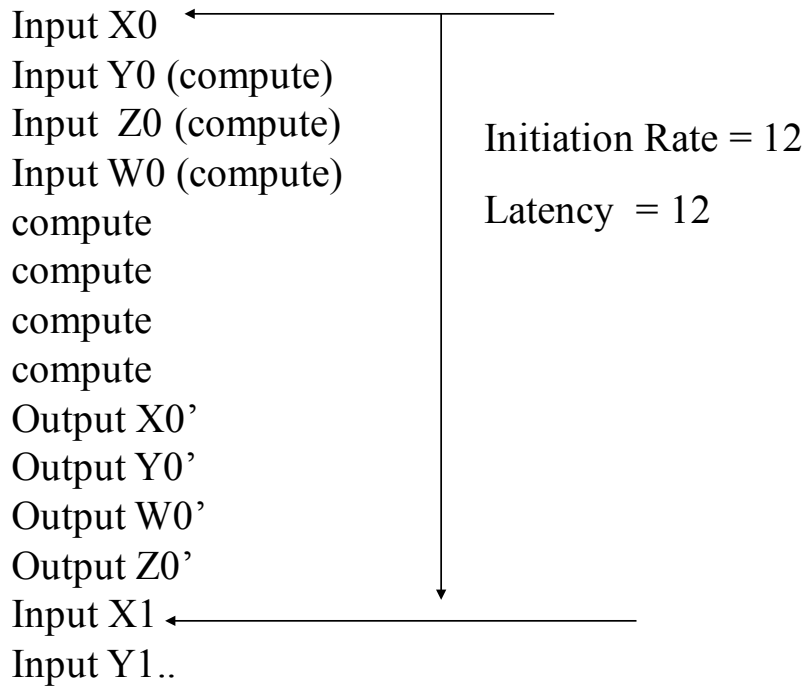 Input X0
Input Y0 (compute)
Input Z0 (compute)
Input W0 (compute)
compute
compute
compute
compute
Output X0’
Output Y0’
Output W0’
Output Z0’
Input X1
Input Y1..
Initiation Rate = 12
Latency = 12